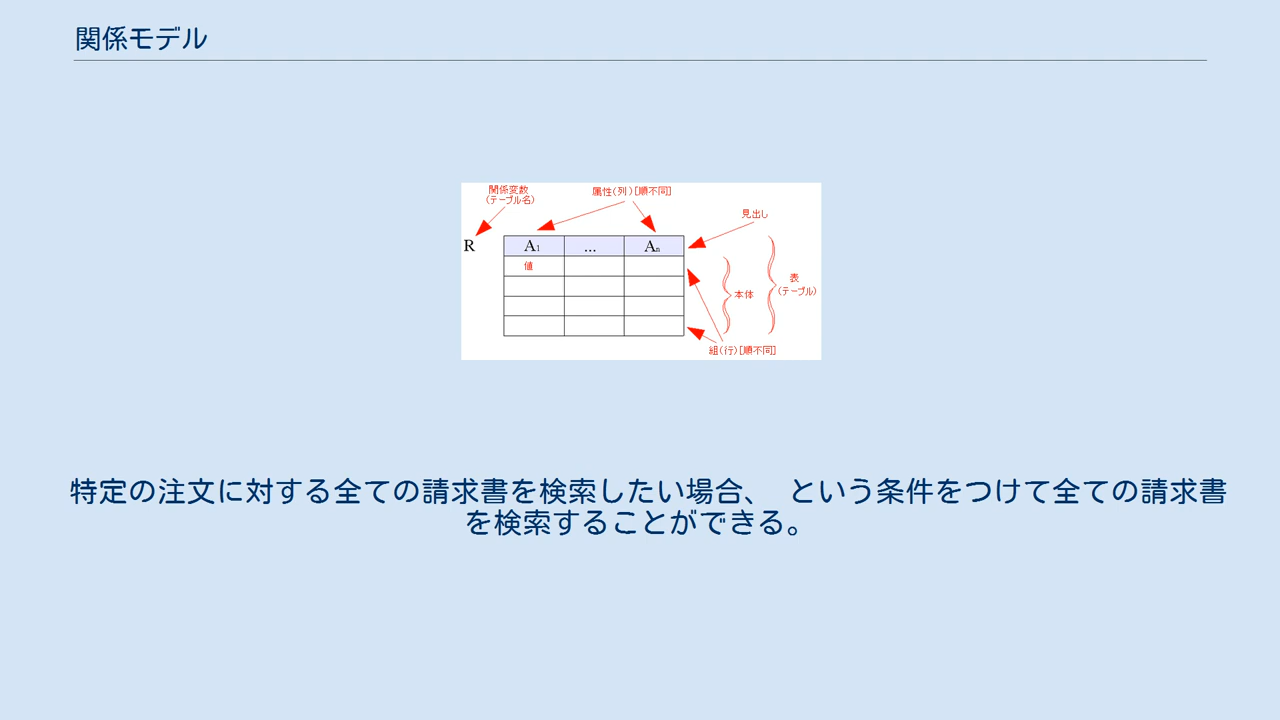 関係モデル
関係変数
(テーブル名)
属性(列)[順不同]
見出し
R
A1 ... An
値
本体
表
(テーブル)
組(行)[順不同]
特定の注文に対する全ての請求書を検索したい場合、 という条件をつけて全ての請求書
を検索することができる。